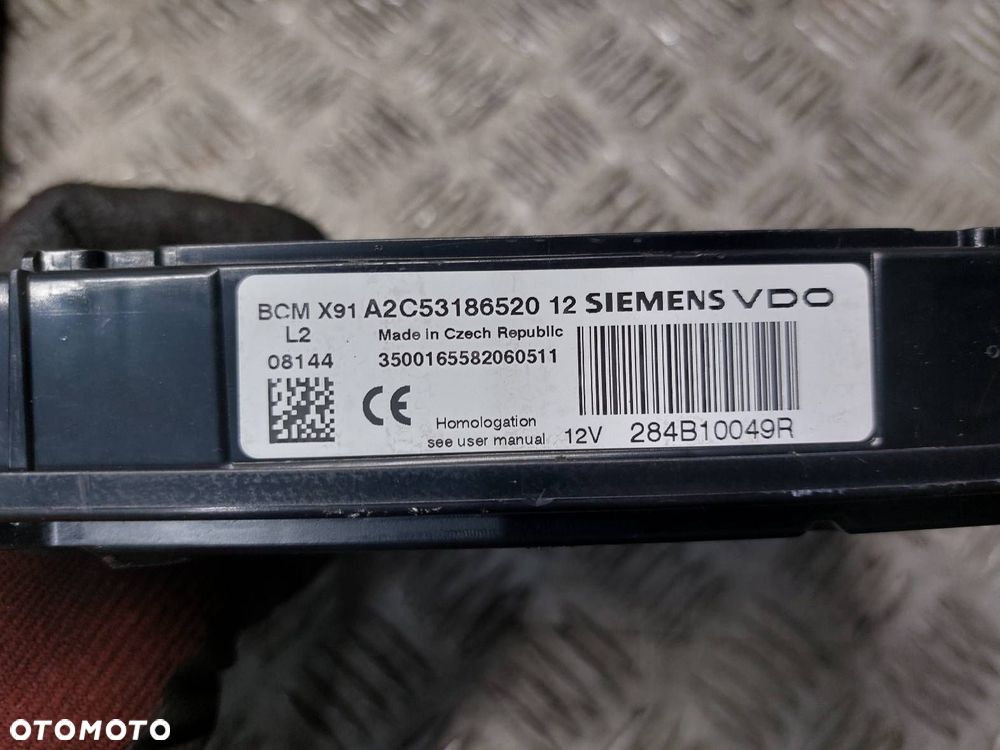 BCM X91 A2C53186520 12 SIEMENS VDO
L2 Made in Czech Republic
08144 3500165582060511
CE
Homologation
see user manual 12V 284B10049R
OTOMOTO